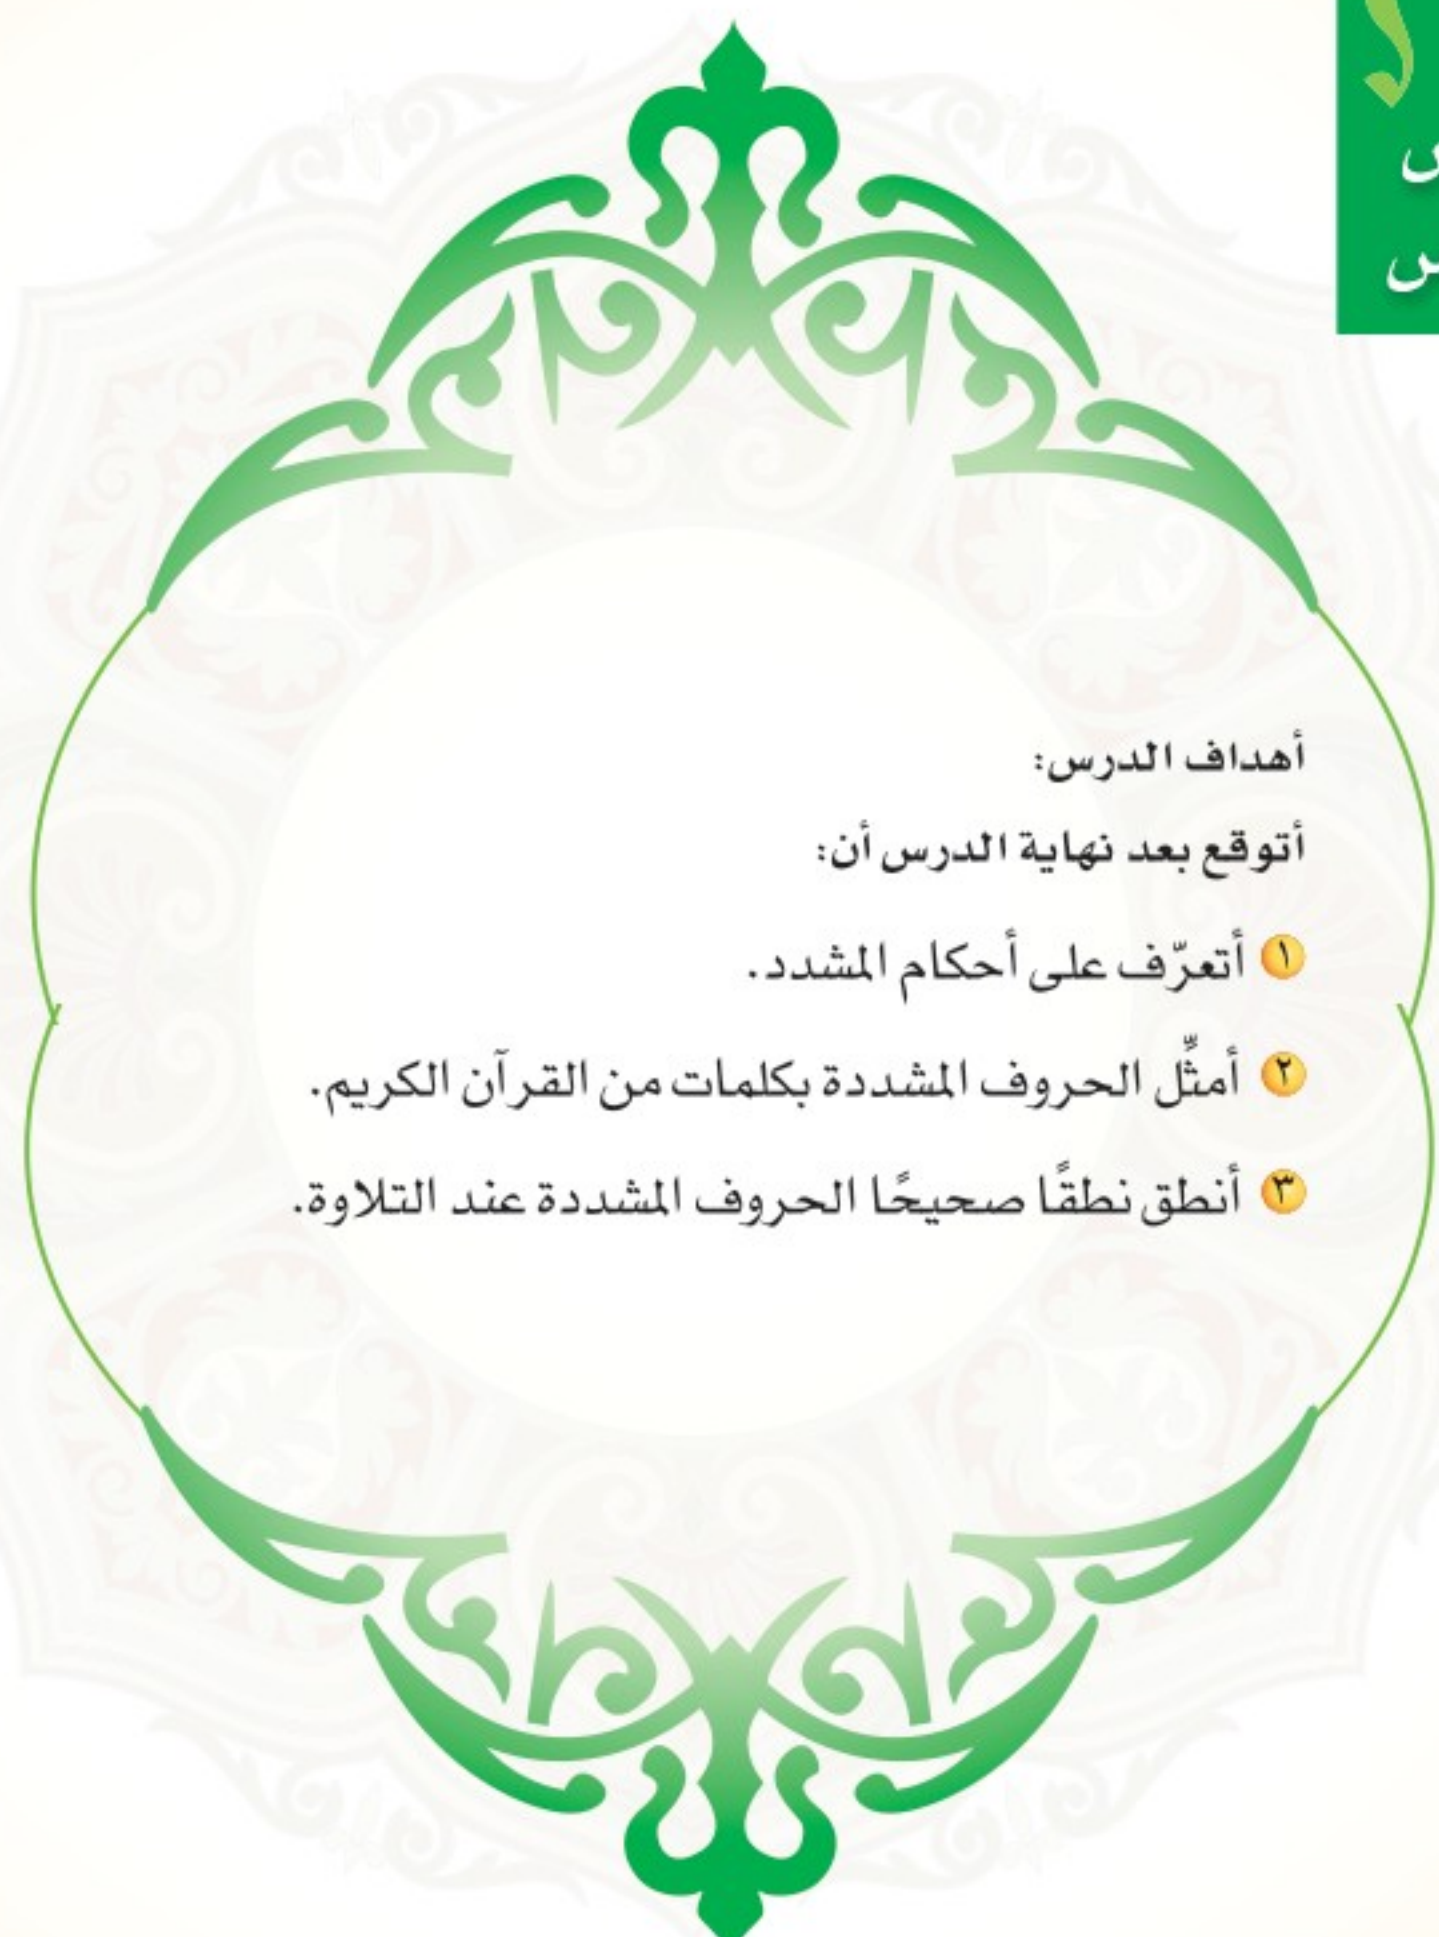 أهداف الدرس:
أتوقع بعد نهاية الدرس أن:
١ أتعرّف على أحكام المشدد.
٢ أمثِّل الحروف المشددة بكلمات من القرآن الكريم.
٣ أنطق نطقًا صحيحًا الحروف المشددة عند التلاوة.